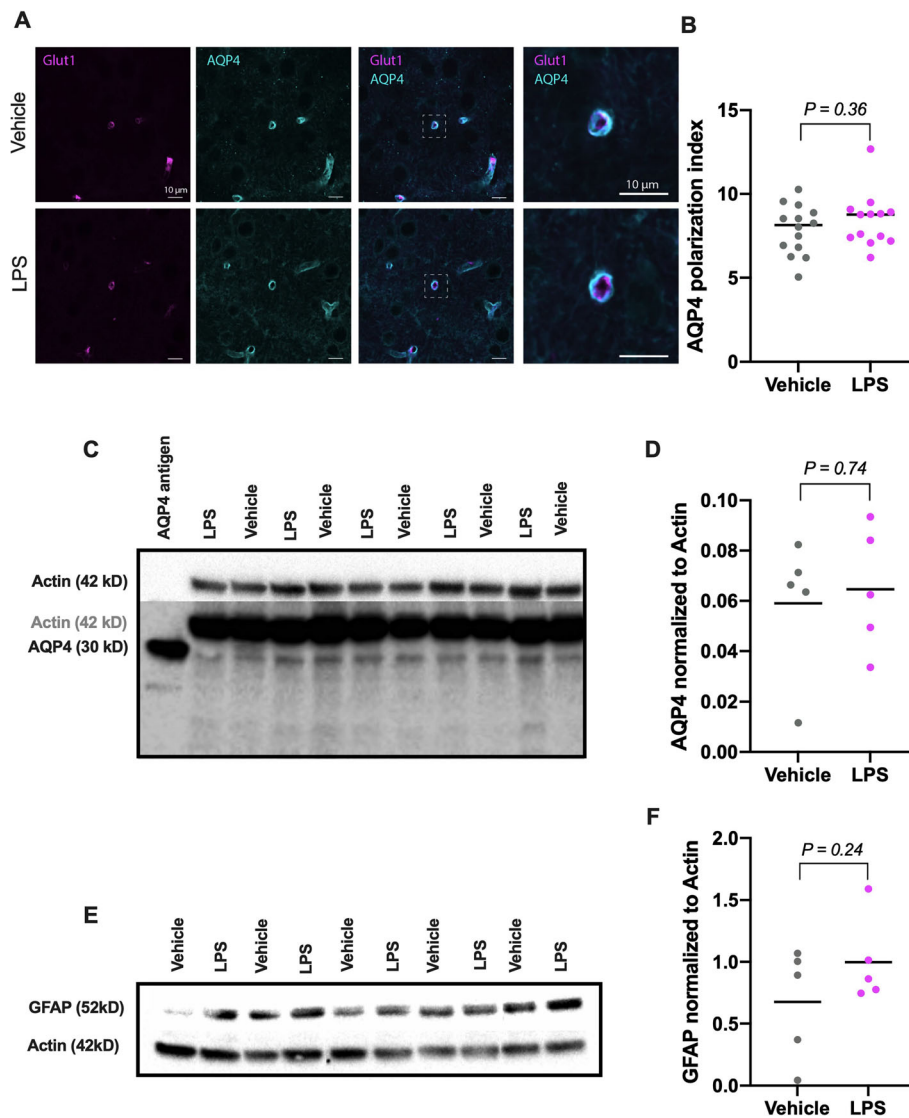 A
Vehicle
Glut1
10 µm
AQP4
Glut1
AQP4
Glut1
AQP4
10 µm
LPS
B
AQP4 polarization index
15
10
5
0
P = 0.36
Vehicle
LPS
C
AQP4 antigen
LPS
Vehicle
LPS
Vehicle
LPS
Vehicle
LPS
Vehicle
LPS
Vehicle
Actin (42 kD)
Actin (42 kD)
AQP4 (30 kD)
D
AQP4 normalized to Actin
0.10
0.08
0.06
0.04
0.02
0.00
P = 0.74
Vehicle
LPS
E
Vehicle
LPS
Vehicle
LPS
Vehicle
LPS
Vehicle
LPS
Vehicle
LPS
GFAP (52kD)
Actin (42kD)
F
GFAP normalized to Actin
2.0
1.5
1.0
0.5
0.0
P = 0.24
Vehicle
LPS